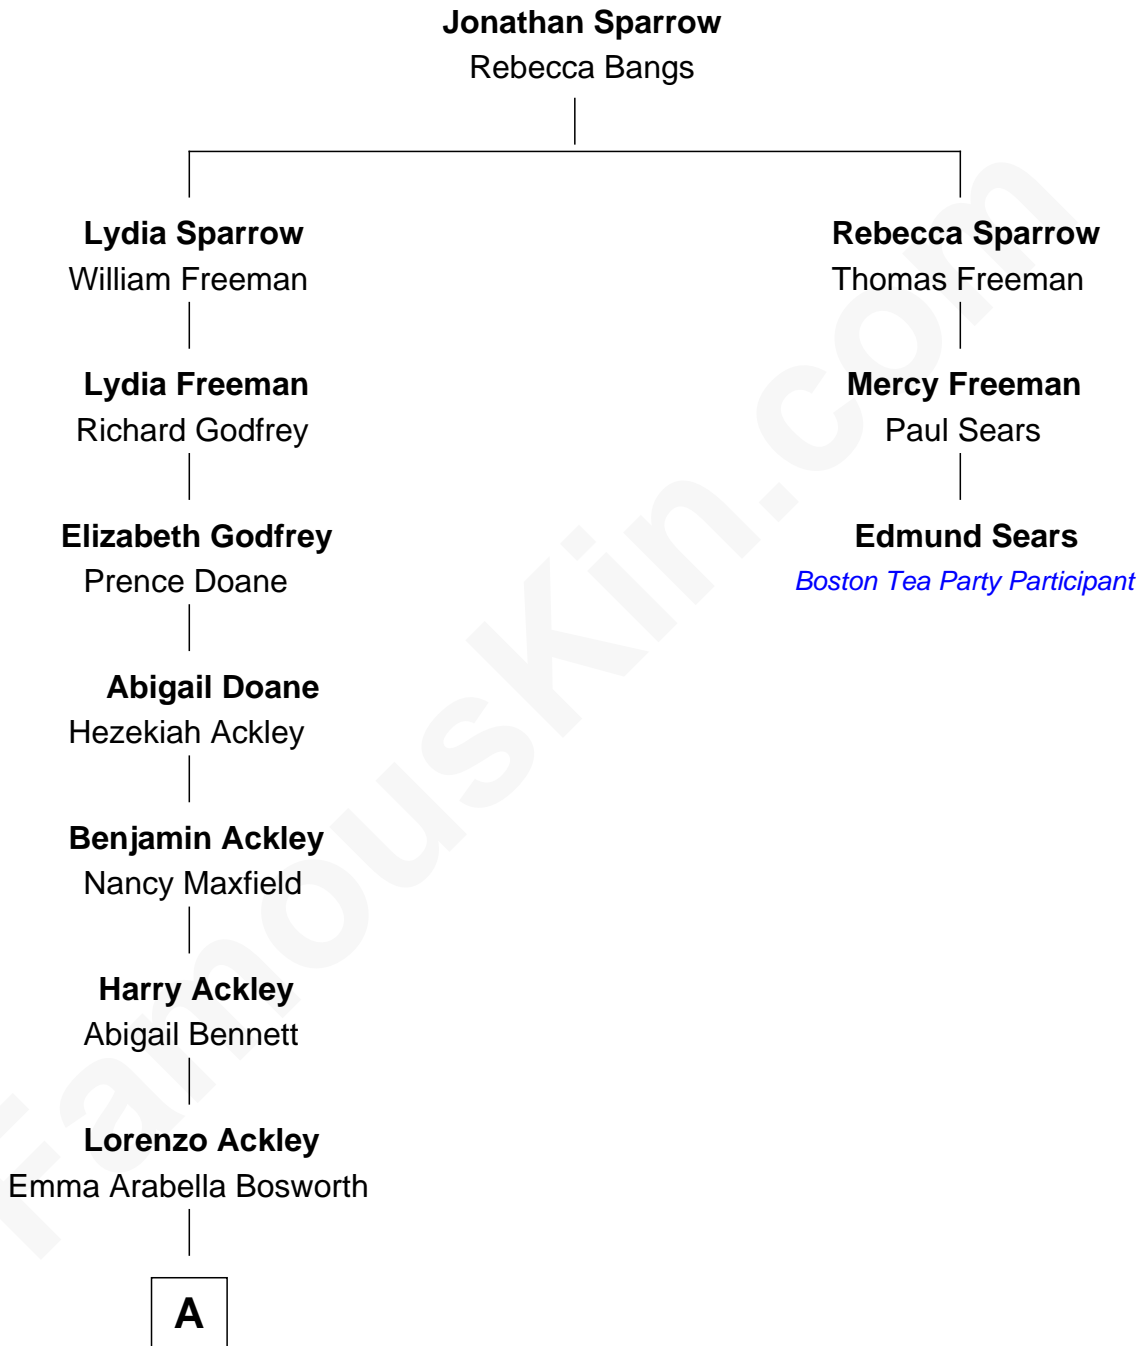 Jonathan Sparrow
Rebecca Bangs
Lydia Sparrow
William Freeman
Rebecca Sparrow
Thomas Freeman
Lydia Freeman
Richard Godfrey
Mercy Freeman
Paul Sears
Elizabeth Godfrey
Prence Doane
Edmund Sears
Boston Tea Party Participant
Abigail Doane
Hezekiah Ackley
Benjamin Ackley
Nancy Maxfield
Harry Ackley
Abigail Bennett
Lorenzo Ackley
Emma Arabella Bosworth
A
FamousKin.com